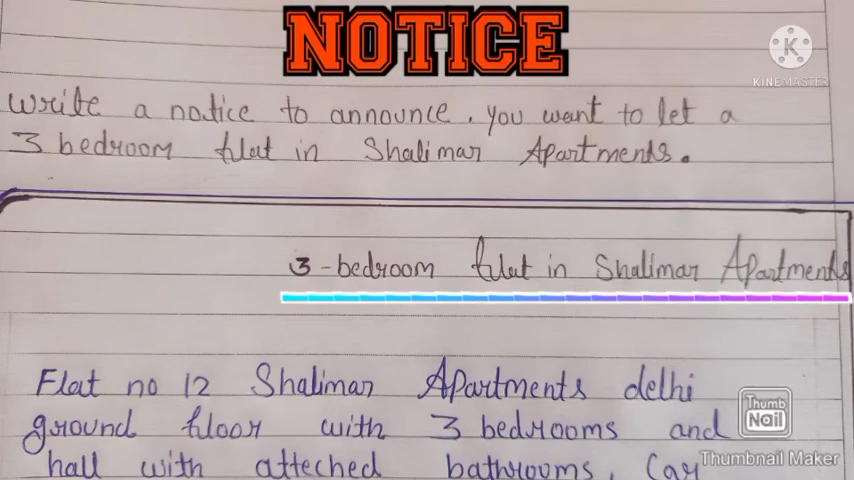 NOTICE
K
KINEMASTER
Write a notice to announce. you want to let a
3 bedroom flat in Shalimar Apartments.
3-bedroom flat in Shalimar Apartments
Flat no 12 Shalimar Apartments delhi
ground floor with 3 bedrooms and
hall with atteched bathrooms, Car
Thumb
Nail
Thumbnail Maker